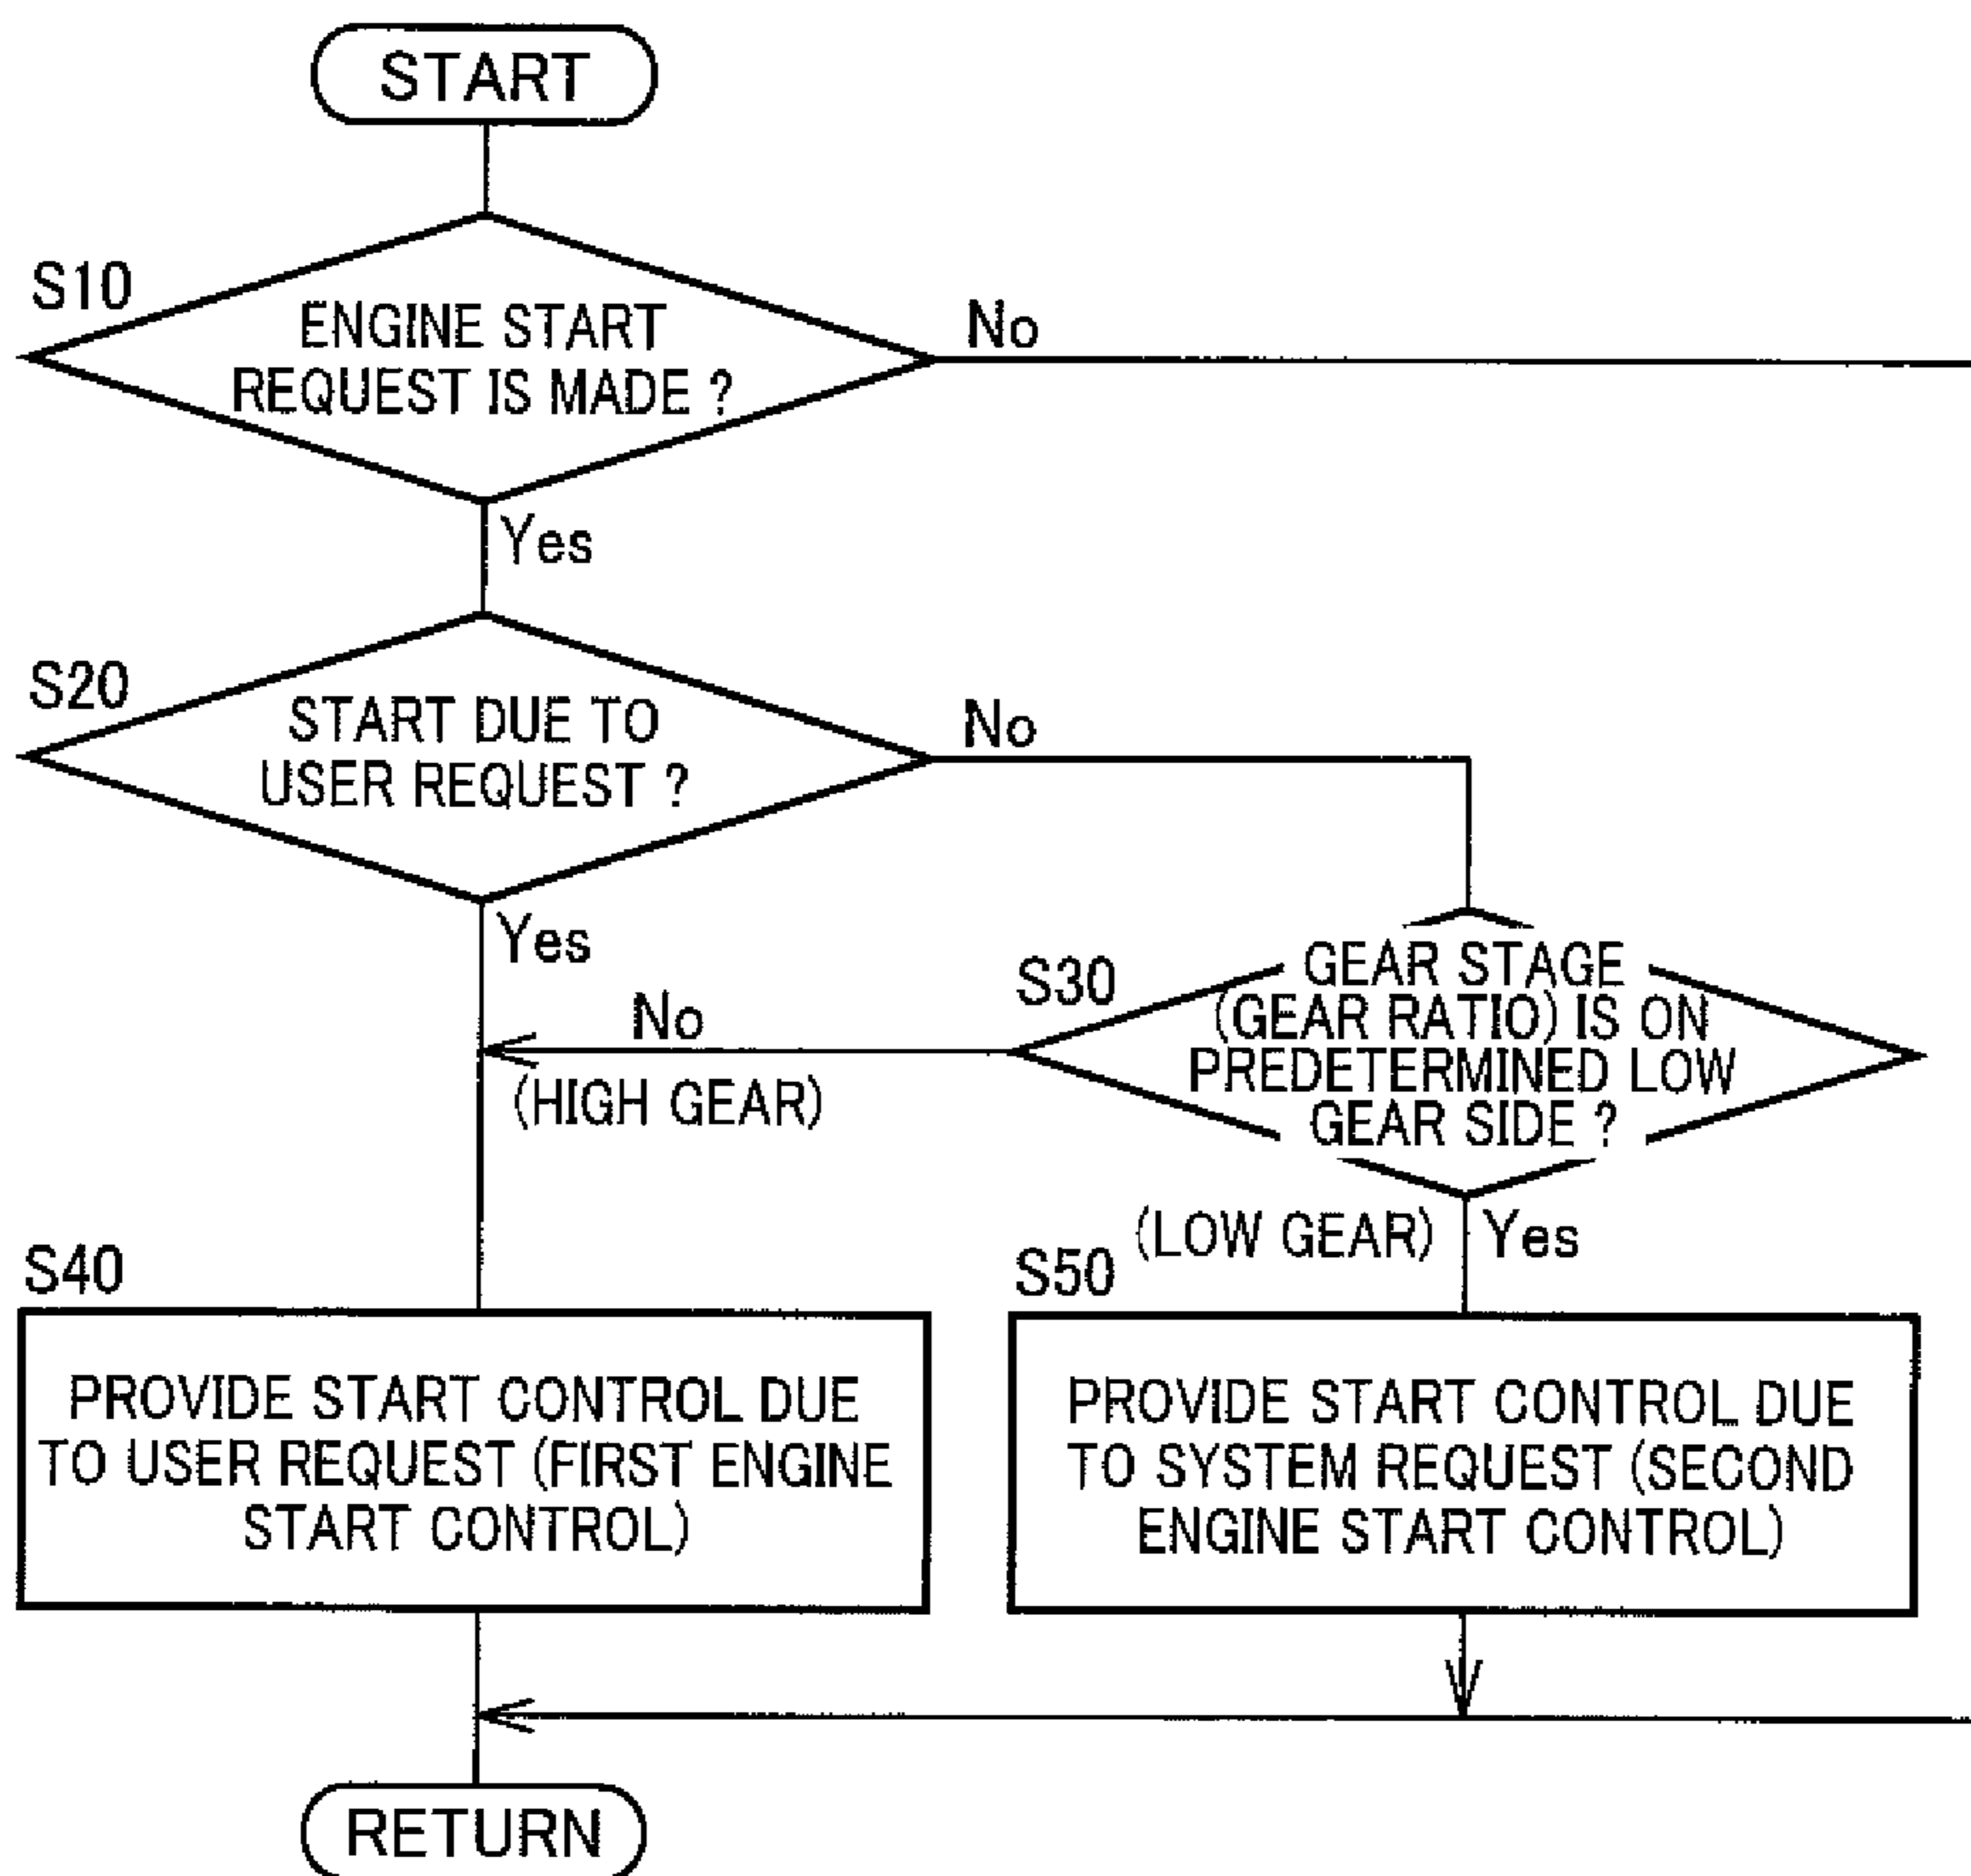 START
S10
ENGINE START
REQUEST IS MADE ?
No
Yes
S20
START DUE TO
USER REQUEST ?
No
Yes
S30
GEAR STAGE
(GEAR RATIO) IS ON
PREDETERMINED LOW
GEAR SIDE ?
No
(HIGH GEAR)
(LOW GEAR) Yes
S40
PROVIDE START CONTROL DUE
TO USER REQUEST (FIRST ENGINE
START CONTROL)
S50
PROVIDE START CONTROL DUE
TO SYSTEM REQUEST (SECOND
ENGINE START CONTROL)
RETURN